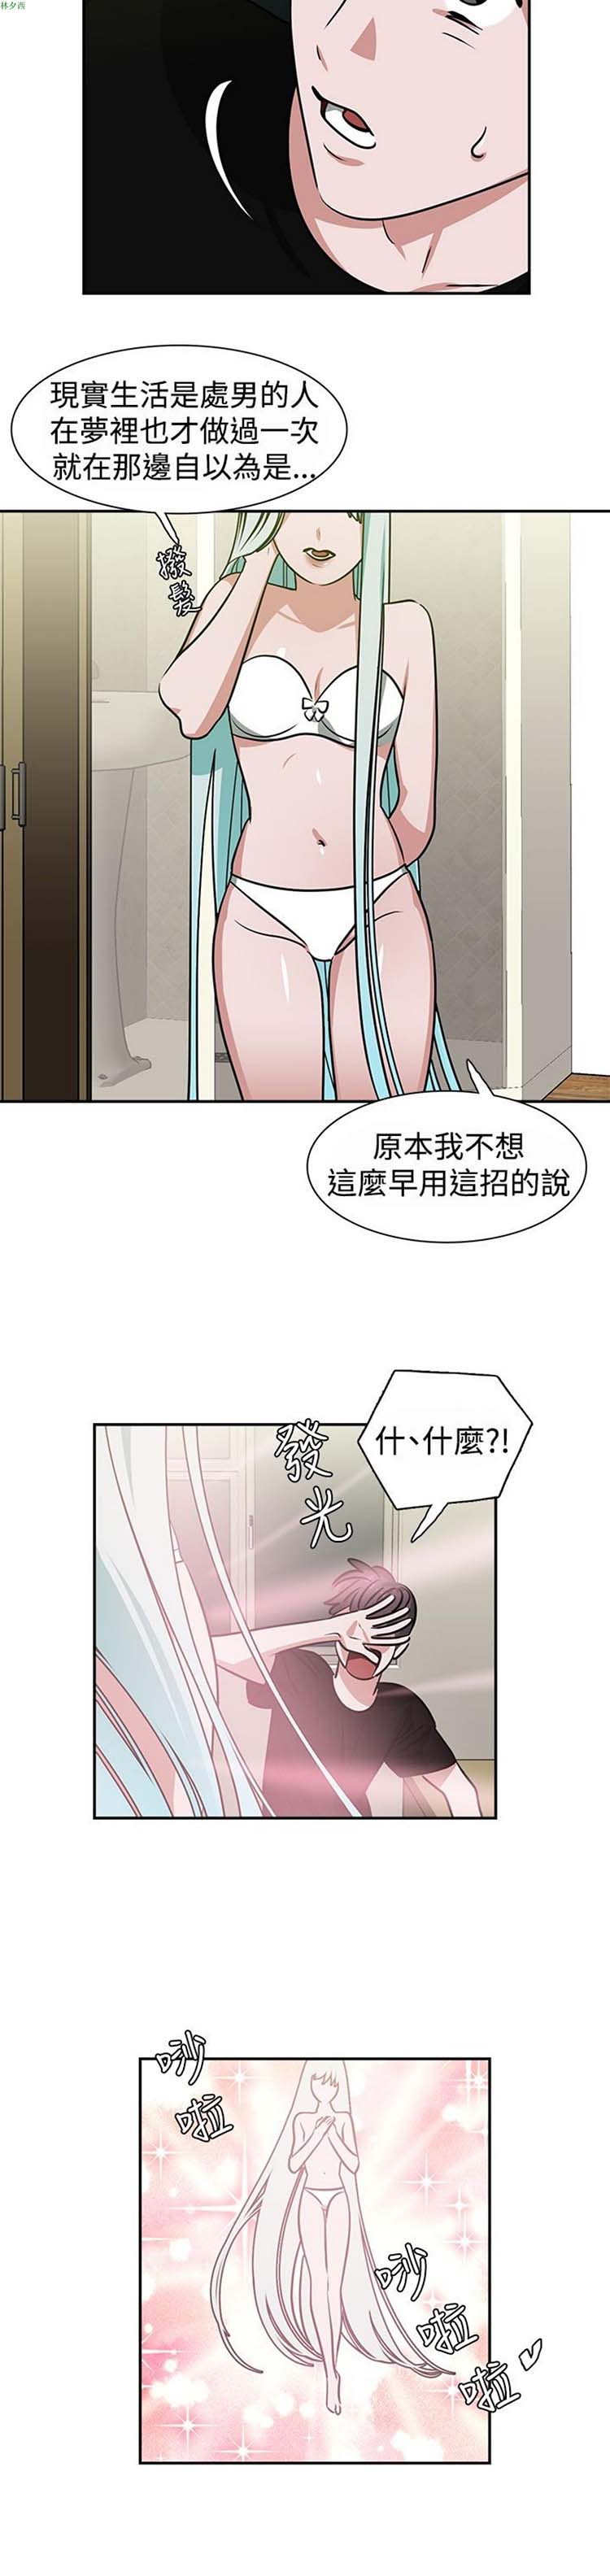 林夕西
現實生活是處男的人
在夢裡也才做過一次
就在那邊自以為是...
撥髮
原本我不想
這麼早用這招的說
什、什麼?!
發光
唦啦
唦啦啦